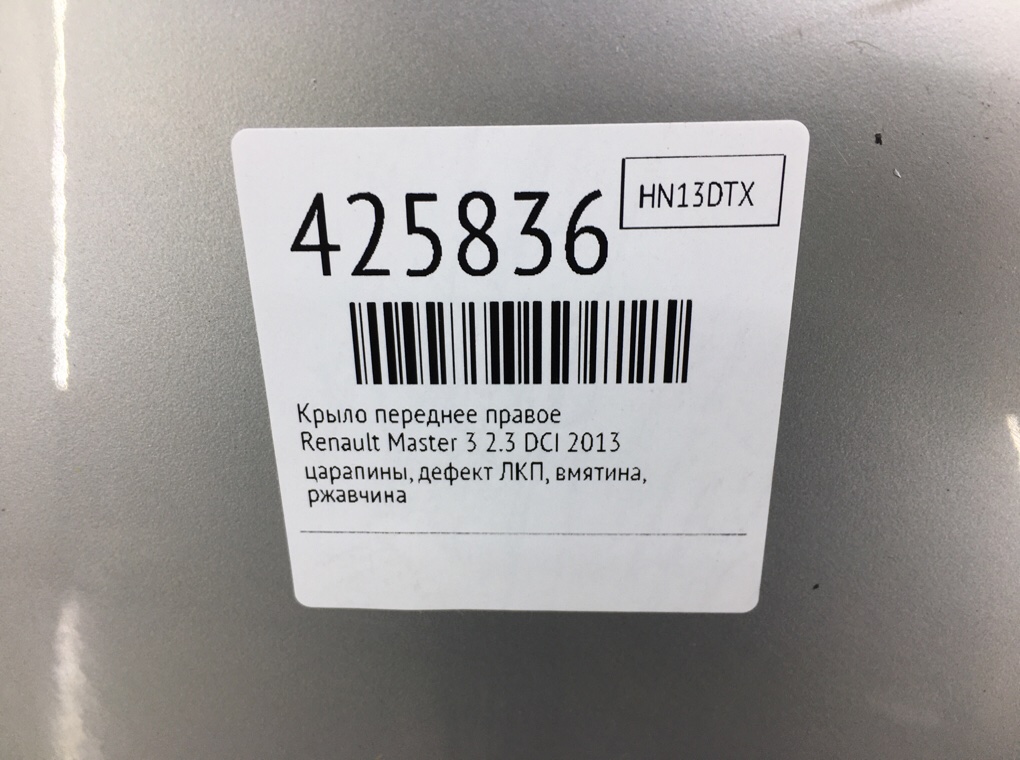 425836
HN13DTX
Крыло переднее правое
Renault Master 3 2.3 DCI 2013
царапины, дефект ЛКП, вмятина,
ржавчина